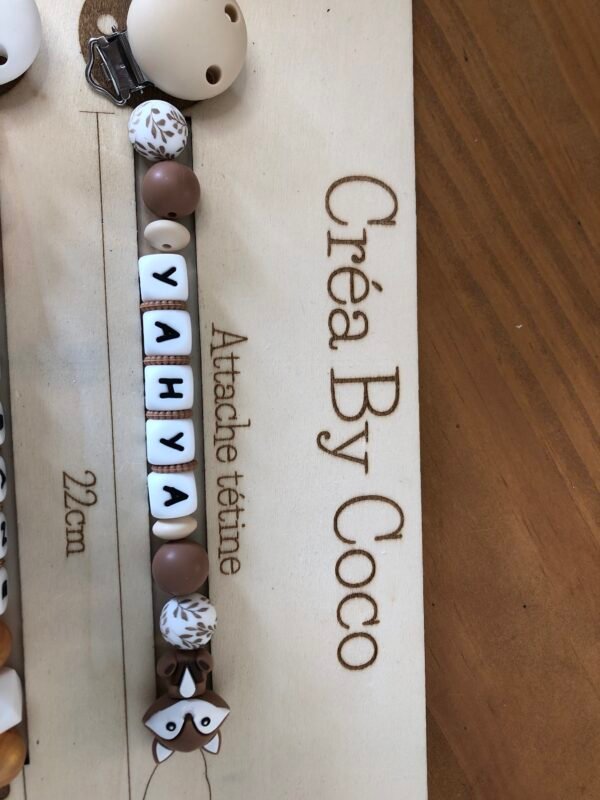 Créa By Coco
Attache tétine
YAHYA
22cm